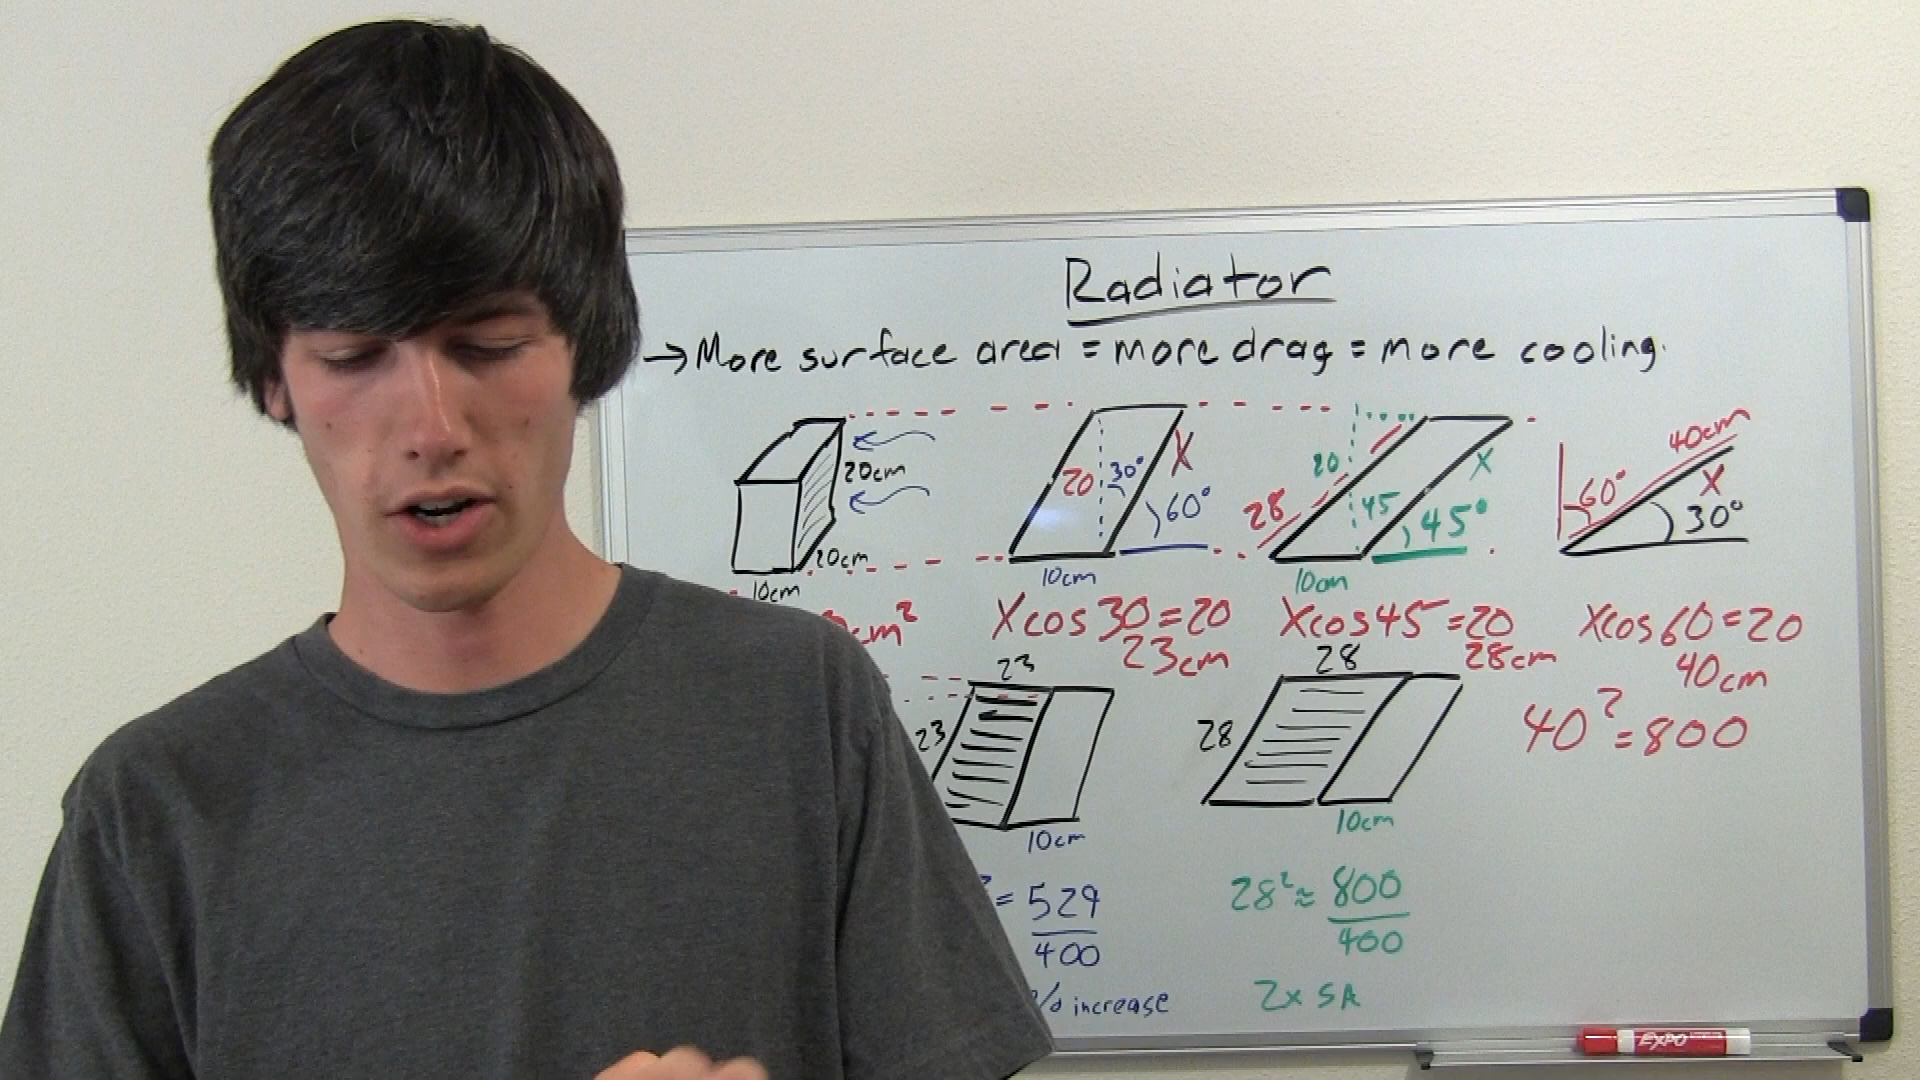 Radiator
→More surface area = more drag = more cooling.
20cm
20cm
10cm
20
30°
X
60°
10cm
20
28
45
X
45°
10cm
40cm
60°
X
30°
cm²
Xcos30=20
23cm
Xcos45=20
28cm
Xcos60=20
40cm
23
23
10cm
28
28
10cm
40²=800
= 529
400
% increase
28²≈ 800
400
2x SA
EXPO